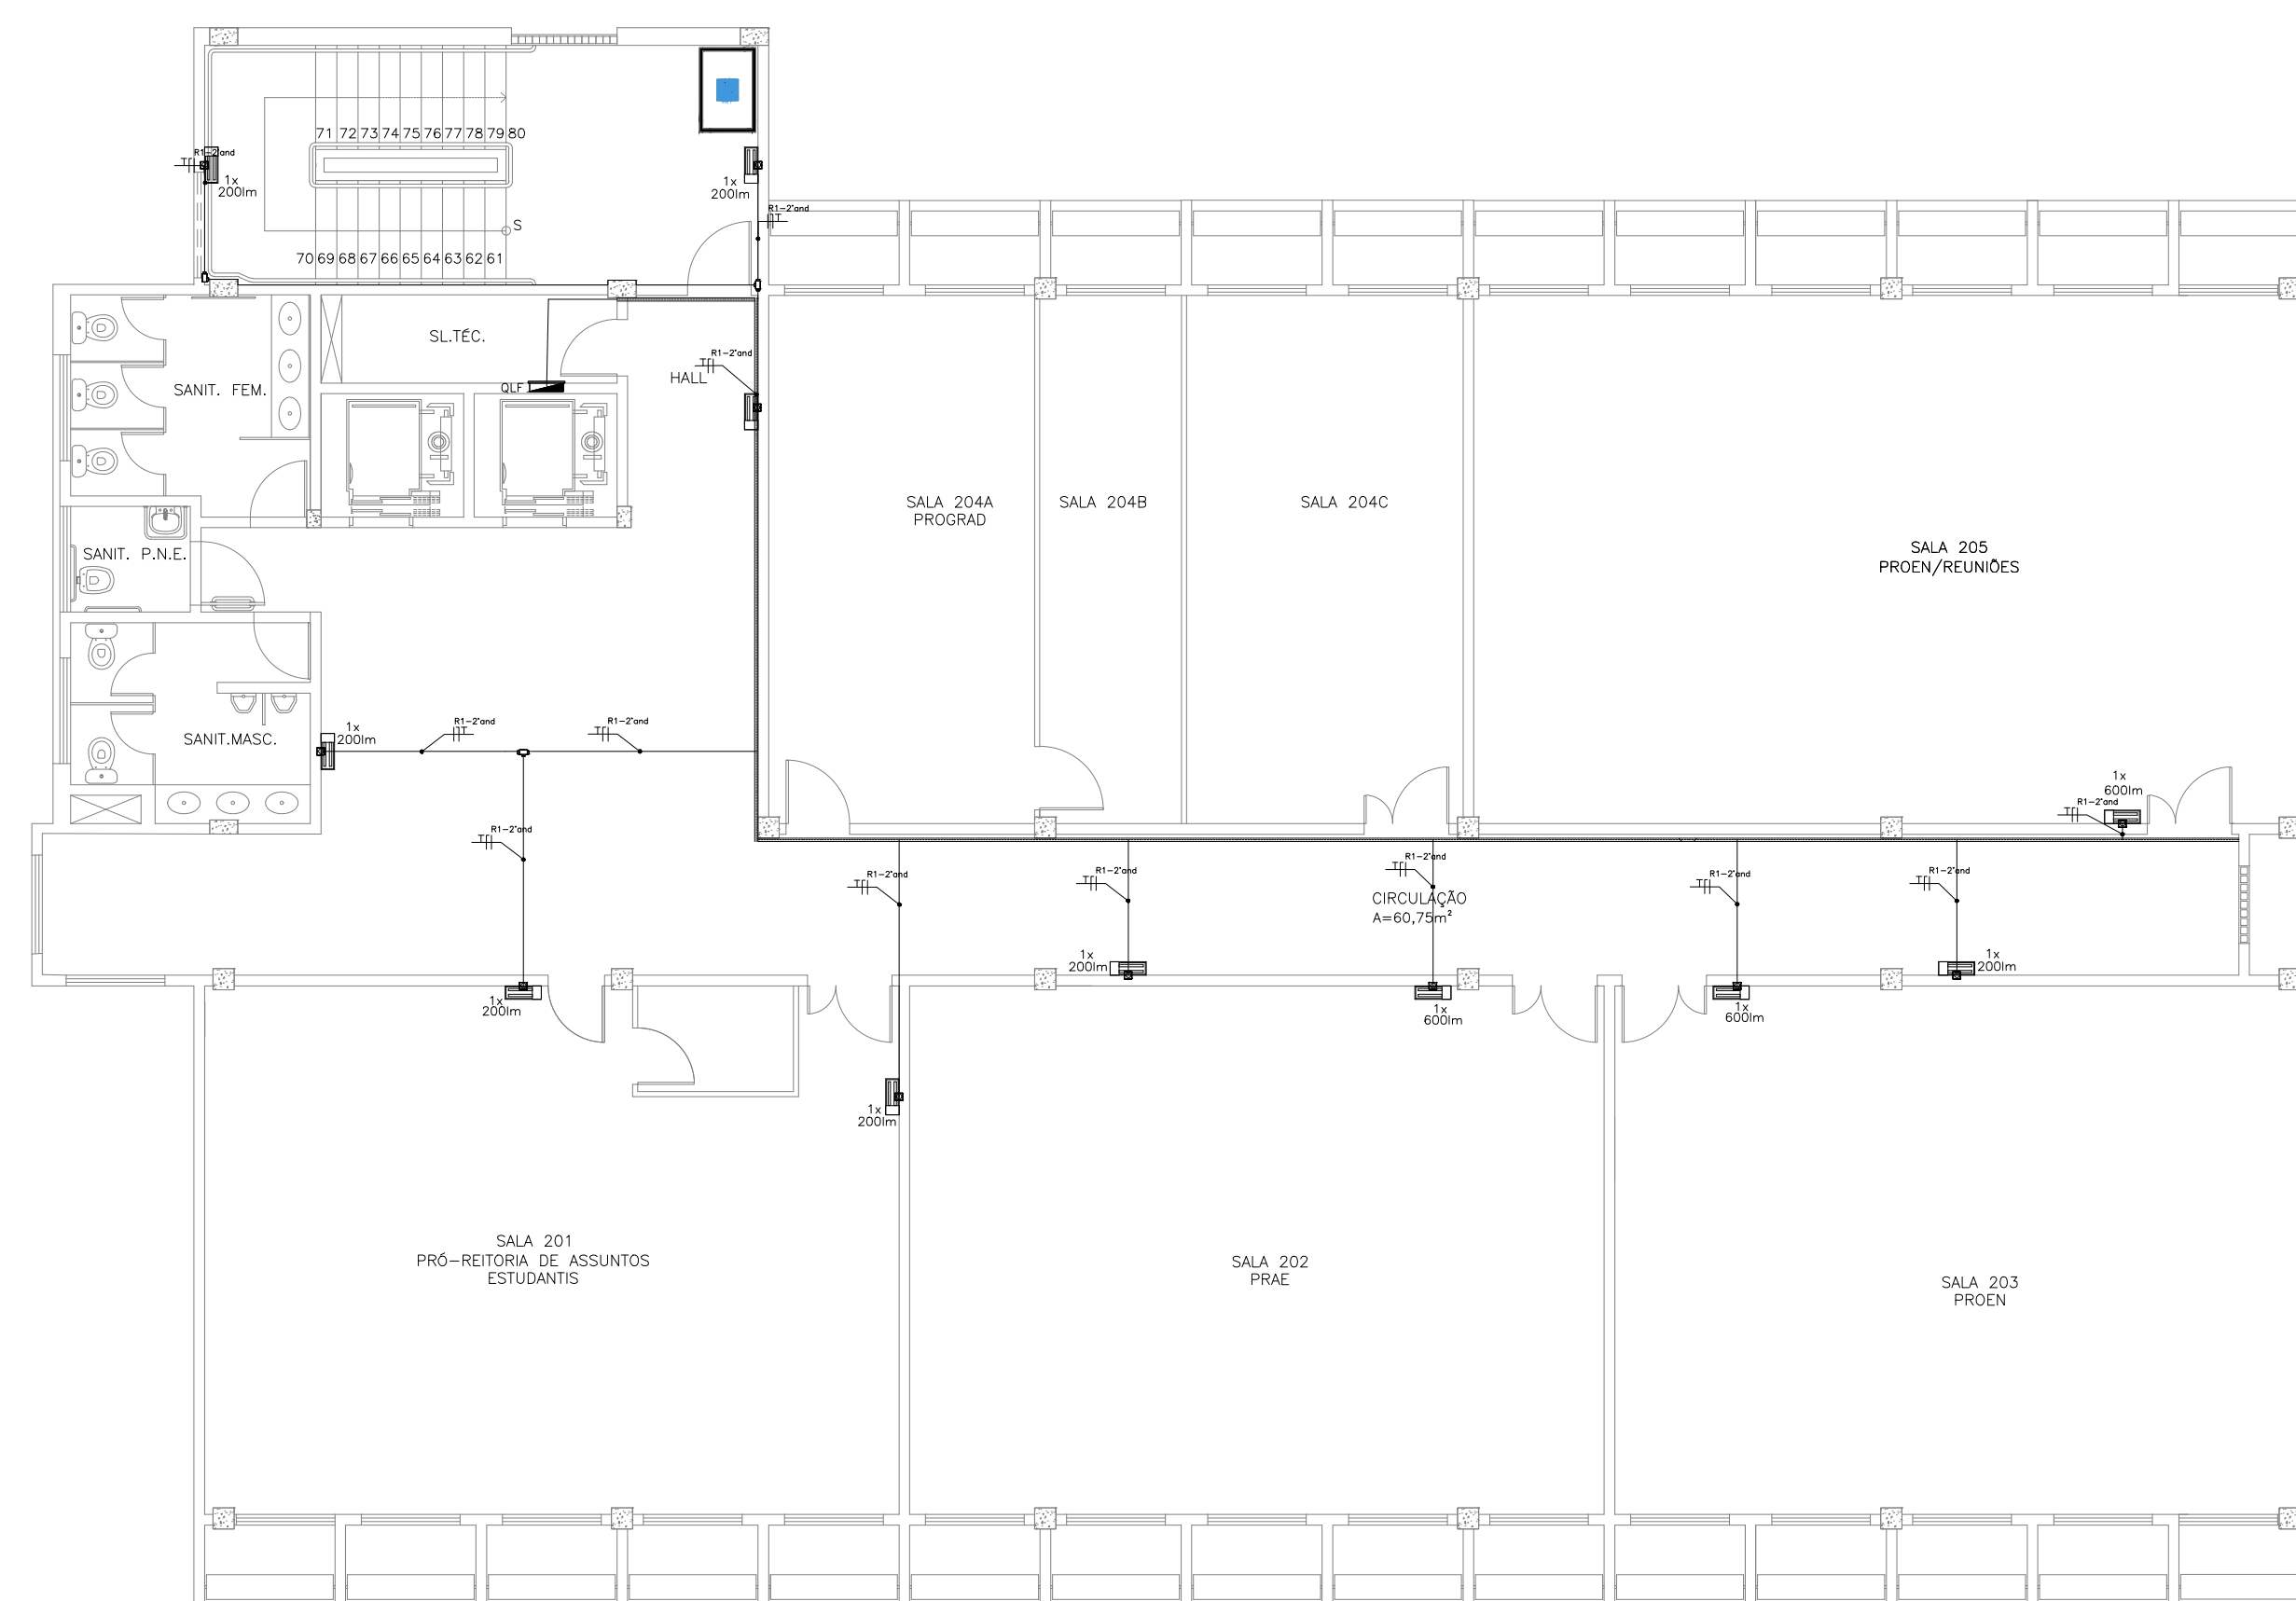 71 72 73 74 75 76 77 78 79 80
R1-2°and
1x
200lm
1x
200lm
R1-2°and
S
70 69 68 67 66 65 64 63 62 61
SL.TÉC.
R1-2°and
HALL
QLF
SANIT. FEM.
SALA 204A
PROGRAD
SALA 204B
SALA 204C
SALA 205
PROEN/REUNIÕES
SANIT. P.N.E.
SANIT.MASC.
1x
200lm
R1-2°and
R1-2°and
1x
600lm
R1-2°and
R1-2°and
R1-2°and
R1-2°and
R1-2°and
R1-2°and
R1-2°and
CIRCULAÇÃO
A=60,75m²
1x
200lm
1x
200lm
1x
200lm
1x
600lm
1x
600lm
1x
200lm
SALA 201
PRÓ-REITORIA DE ASSUNTOS
ESTUDANTIS
SALA 202
PRAE
SALA 203
PROEN